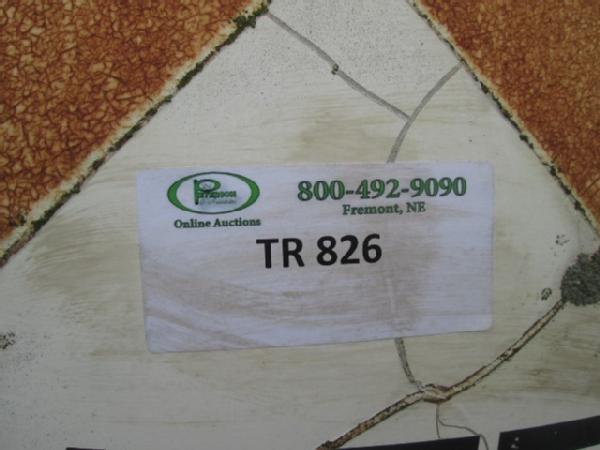 800-492-9090
Fremont, NE
Online Auctions
TR 826